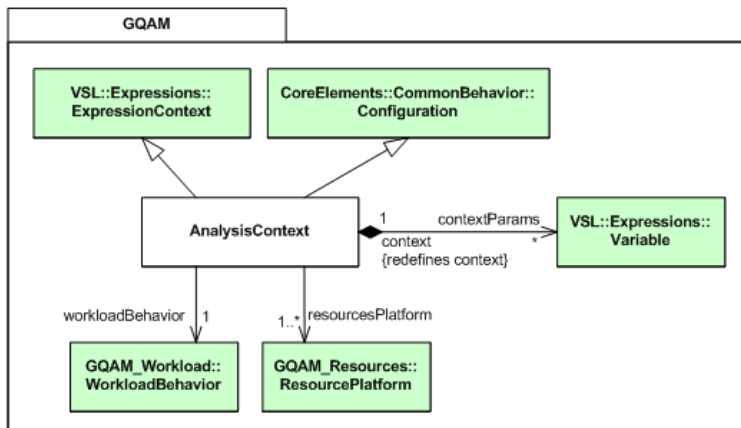 GQAM
VSL::Expressions::
ExpressionContext
CoreElements::CommonBehavior::
Configuration
AnalysisContext
1
contextParams
context
*
{redefines context}
VSL::Expressions::
Variable
workloadBehavior
1
1..*
resourcesPlatform
GQAM_Workload::
WorkloadBehavior
GQAM_Resources::
ResourcePlatform